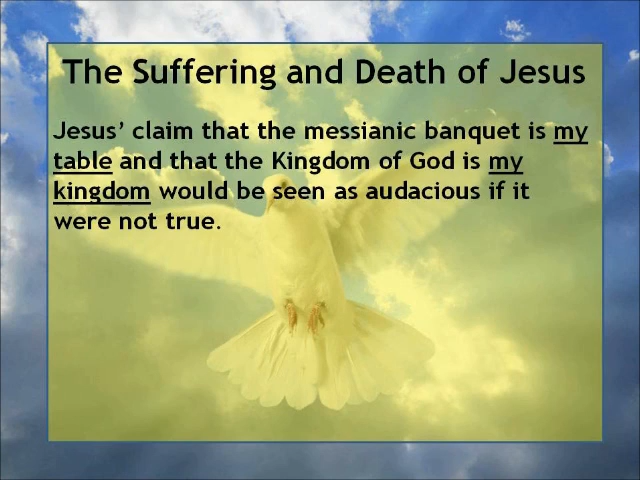 The Suffering and Death of Jesus
Jesus’ claim that the messianic banquet is my
table and that the Kingdom of God is my
kingdom would be seen as audacious if it
were not true.